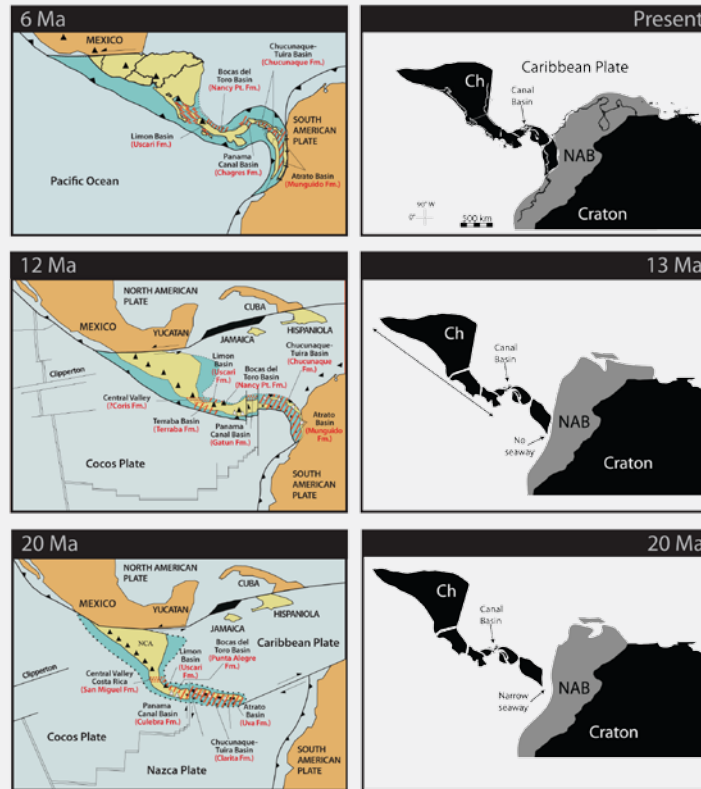 6 Ma
MEXICO
Chucunaque-
Tuira Basin
(Chucunaque Fm.)
Bocas del
Toro Basin
(Nancy Pt. Fm.)
SOUTH
AMERICAN
PLATE
Limon Basin
(Uscari Fm.)
Panama
Canal Basin
(Chagres Fm.)
Atrato Basin
(Munguido Fm.)
Pacific Ocean
Present
Ch
Caribbean Plate
Canal
Basin
NAB
Craton
90° W
0°
500 km
12 Ma
NORTH AMERICAN
PLATE
CUBA
MEXICO
YUCATAN
HISPANIOLA
JAMAICA
Chucunaque-
Tuira Basin
(Chucunaque
Fm.)
Limon
Basin
(Uscari
Fm.)
Bocas del
Toro Basin
(Nancy Pt. Fm.)
Clipperton
Central Valley
(?Coris Fm.)
Terraba Basin
(Terraba Fm.)
Panama
Canal Basin
(Gatun Fm.)
Atrato
Basin
(Munguido
Fm.)
Cocos Plate
SOUTH
AMERICAN
PLATE
13 Ma
Ch
Canal
Basin
NAB
No
seaway
Craton
20 Ma
NORTH AMERICAN
PLATE
CUBA
MEXICO
YUCATAN
HISPANIOLA
JAMAICA
Caribbean Plate
NCA
Bocas del
Toro Basin
(Punta Alegre
Fm.)
Limon
Basin
(Uscari
Fm.)
Clipperton
Central Valley
Costa Rica
(San Miguel Fm.)
Panama
Canal Basin
(Culebra Fm.)
Atrato
Basin
(Uva Fm.)
Chucunaque-
Tuira Basin
(Clarita Fm.)
Cocos Plate
Nazca Plate
SOUTH
AMERICAN
PLATE
20 Ma
Ch
Canal
Basin
NAB
Narrow
seaway
Craton